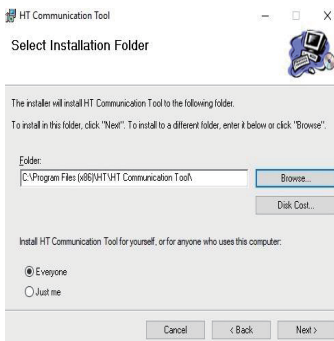 HT Communication Tool
Select Installation Folder
The installer will install HT Communication Tool to the following folder.
To install in this folder, click "Next". To install to a different folder, enter it below or click "Browse".
Folder:
C:\Program Files (x86)\HT\HT Communication Tool\
Browse...
Disk Cost...
Install HT Communication Tool for yourself, or for anyone who uses this computer:
Everyone
Just me
Cancel < Back Next >